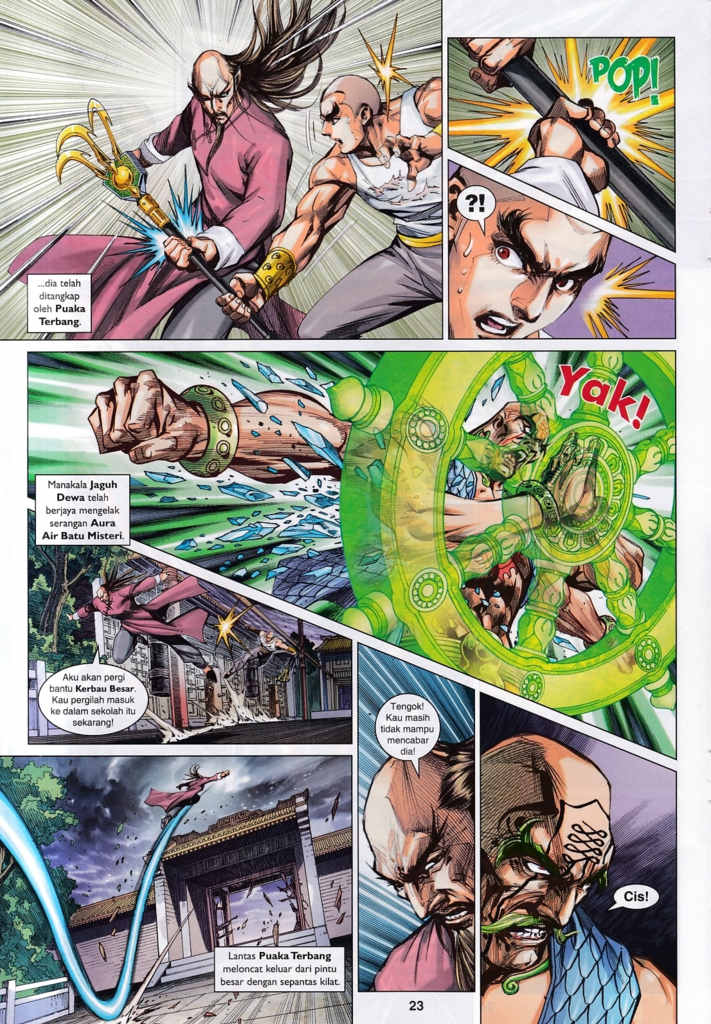 POP!
?!
...dia telah
ditangkap
oleh Puaka
Terbang.
Yak!
Manakala Jaguh
Dewa telah
berjaya mengelak
serangan Aura
Air Batu Misteri.
Aku akan pergi
bantu Kerbau Besar.
Kau pergilah masuk
ke dalam sekolah itu
sekarang!
Tengok!
Kau masih
tidak mampu
mencabar
dia!
Cis!
Lantas Puaka Terbang
meloncat keluar dari pintu
besar dengan sepantas kilat.
23